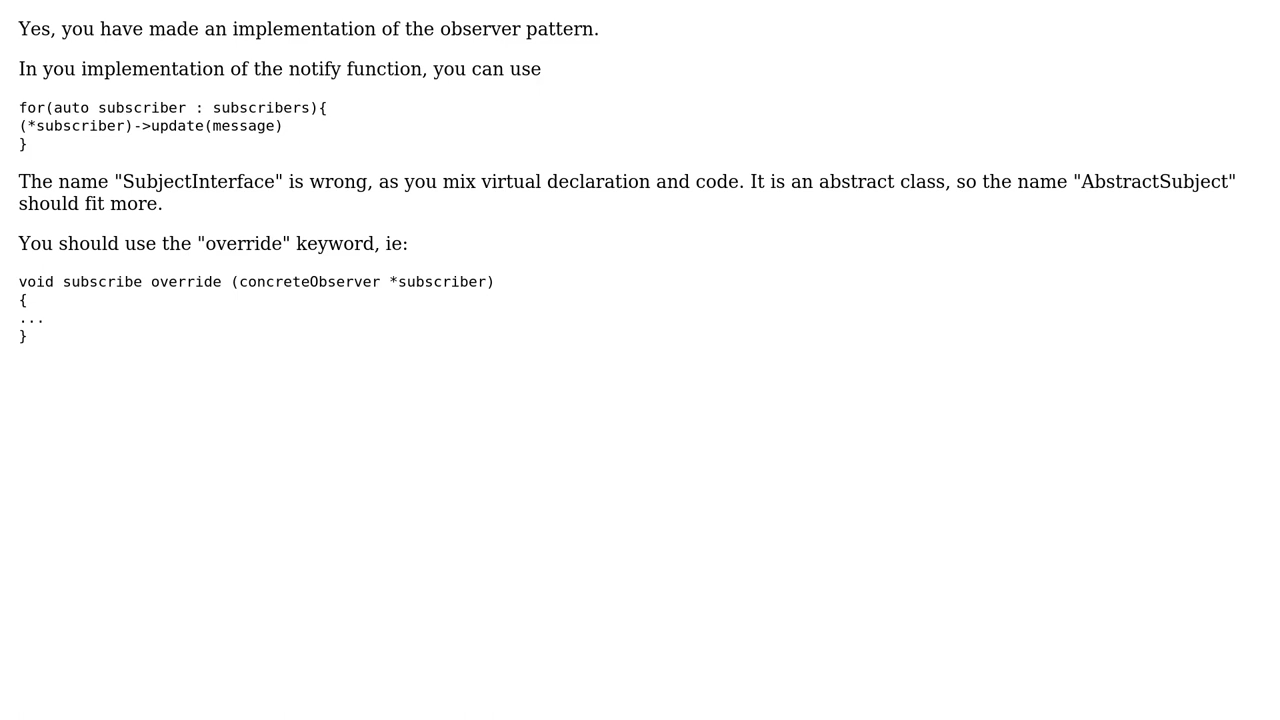 Yes, you have made an implementation of the observer pattern.
In you implementation of the notify function, you can use
for(auto subscriber : subscribers){
(*subscriber)->update(message)
}
The name "SubjectInterface" is wrong, as you mix virtual declaration and code. It is an abstract class, so the name "AbstractSubject"
should fit more.
You should use the "override" keyword, ie:
void subscribe override (concreteObserver *subscriber)
{
...
}